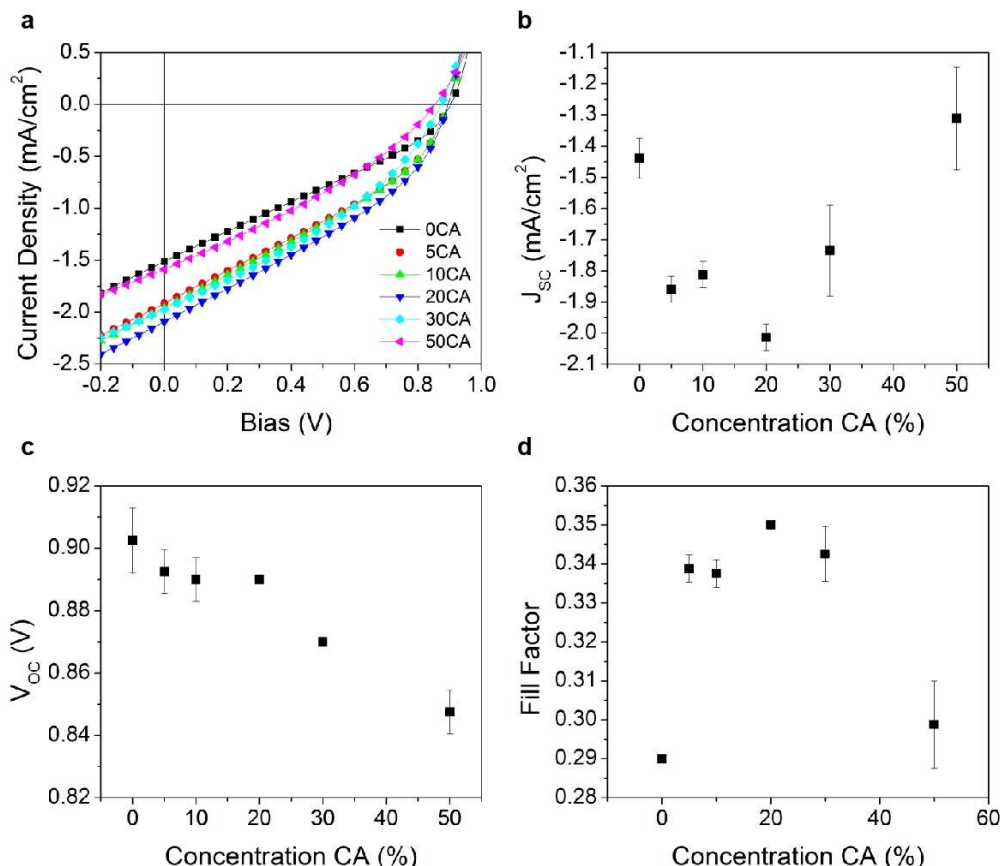 a
0.5
0.0
-0.5
-1.0
-1.5
-2.0
-2.5
Current Density (mA/cm²)
0CA
5CA
10CA
20CA
30CA
50CA
-0.2 0.0 0.2 0.4 0.6 0.8 1.0
Bias (V)
b
-1.1
-1.2
-1.3
-1.4
-1.5
-1.6
-1.7
-1.8
-1.9
-2.0
-2.1
J_SC (mA/cm²)
0 10 20 30 40 50
Concentration CA (%)
c
0.92
0.90
0.88
0.86
0.84
0.82
V_OC (V)
0 10 20 30 40 50
Concentration CA (%)
d
0.36
0.35
0.34
0.33
0.32
0.31
0.30
0.29
0.28
Fill Factor
0 20 40 60
Concentration CA (%)